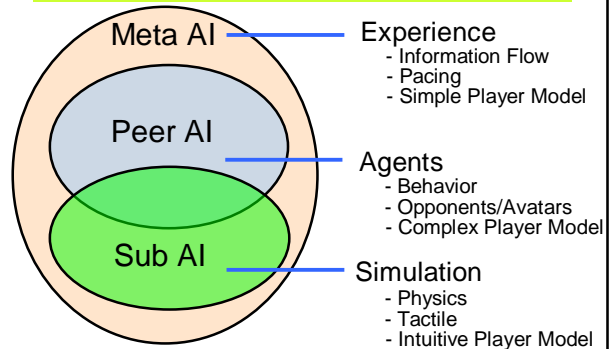 Meta AI
Experience
- Information Flow
- Pacing
- Simple Player Model
Peer AI
Agents
- Behavior
- Opponents/Avatars
- Complex Player Model
Sub AI
Simulation
- Physics
- Tactile
- Intuitive Player Model